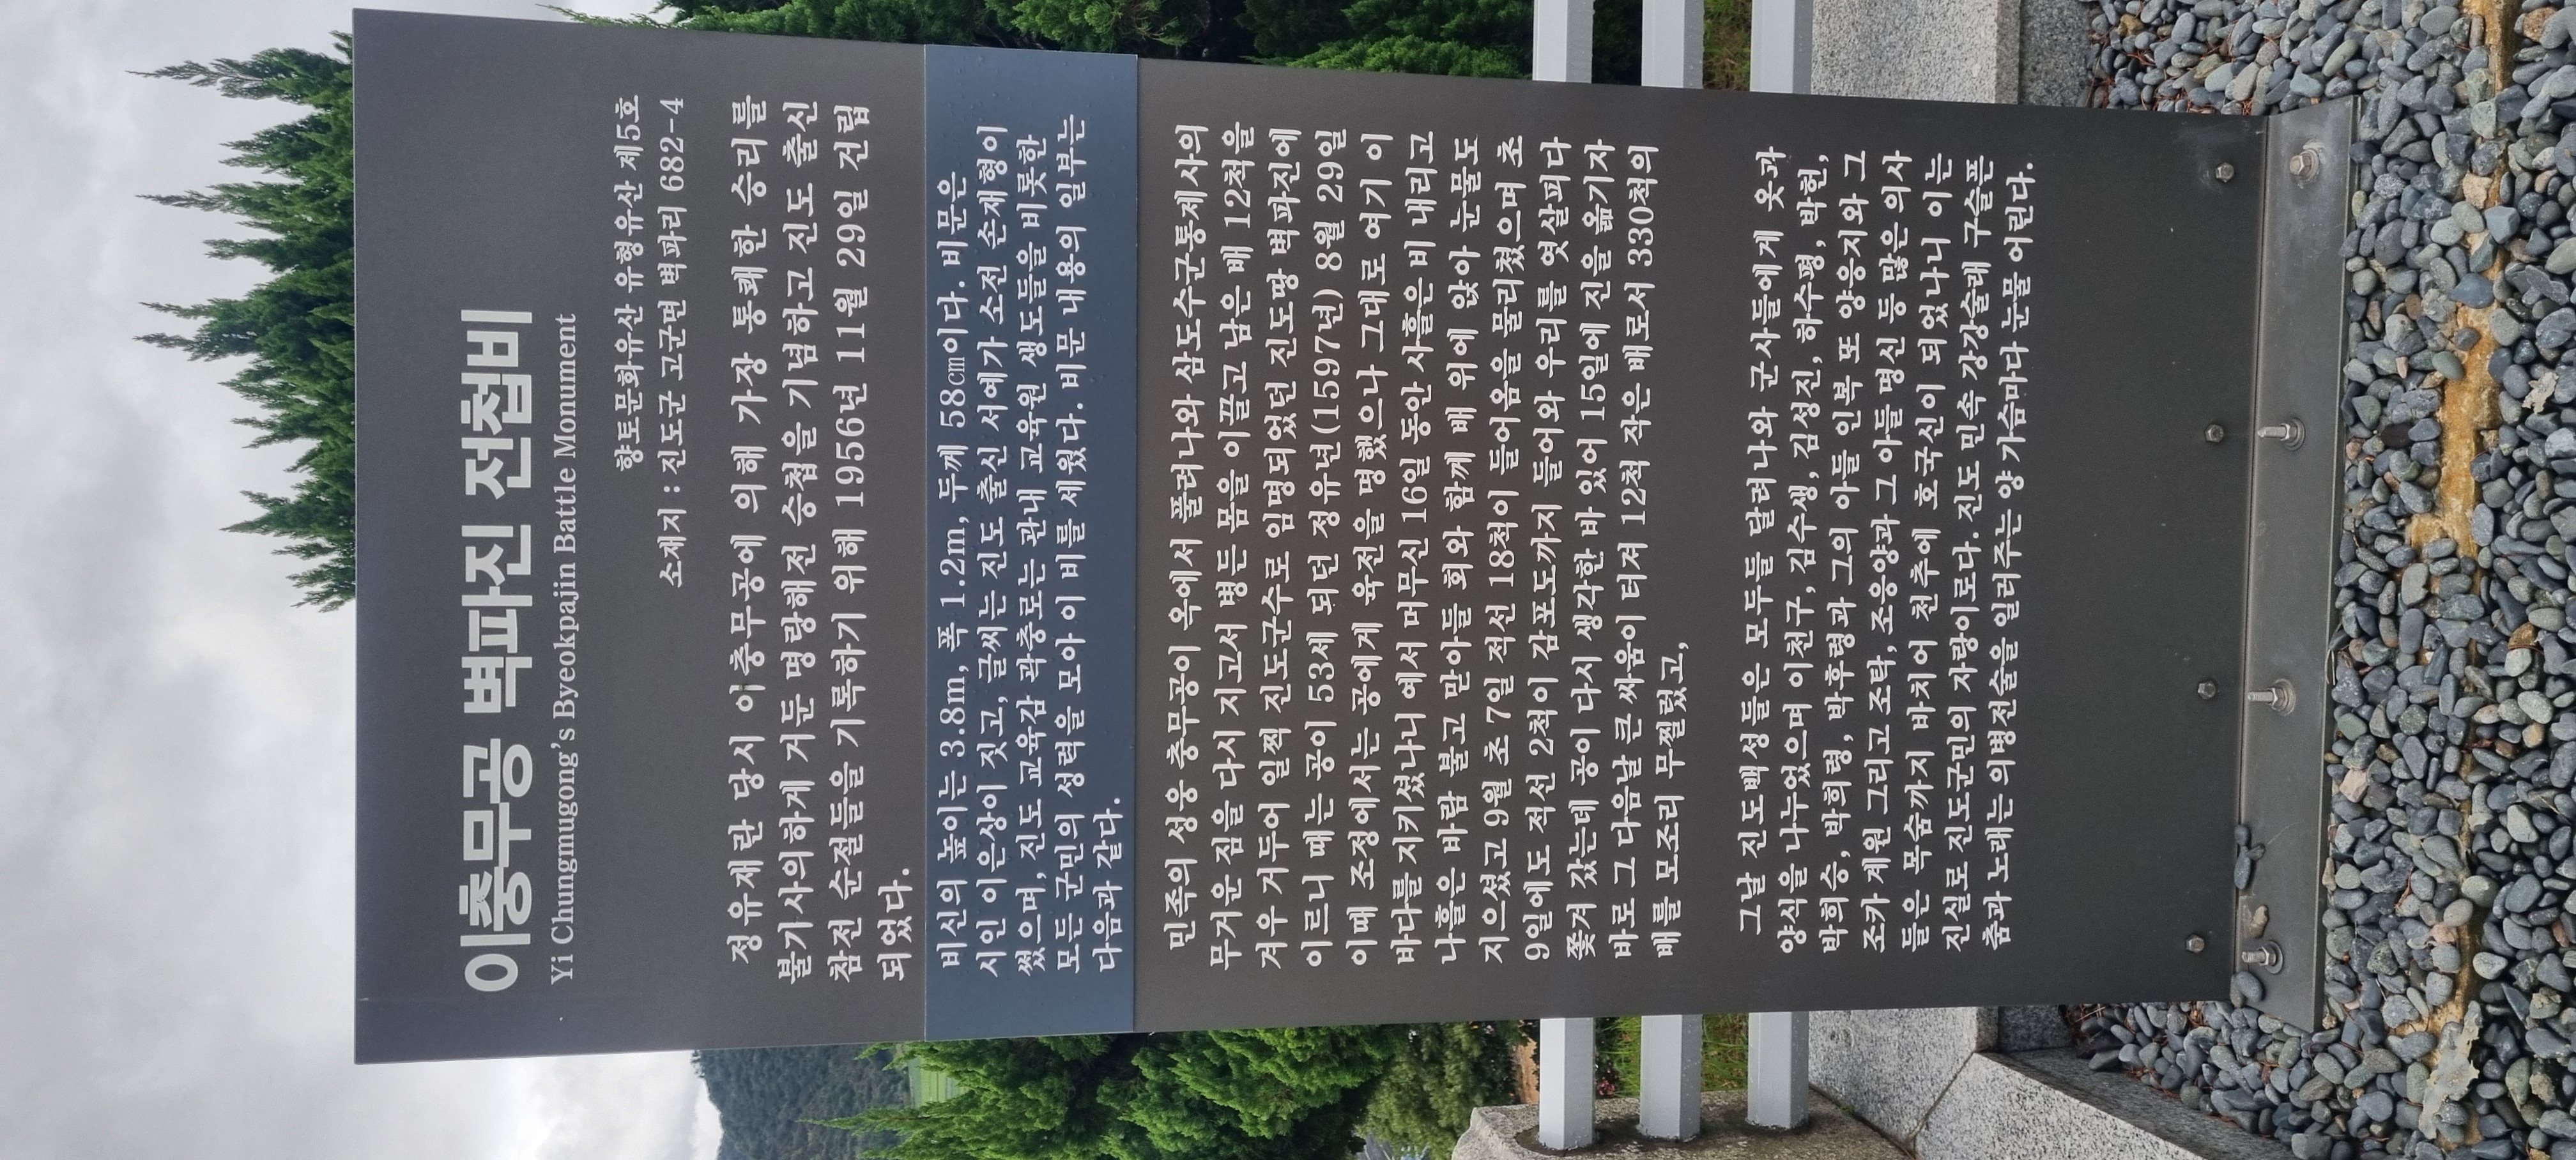 이충무공 벽파진 전첩비
Yi Chungmugong's Byeokpajin Battle Monument
향토문화유산 유형유산 제5호
소재지 : 진도군 고군면 벽파리 682-4
정유재란 당시 이충무공에 의해 가장 통쾌한 승리를
불가사의하게 거둔 명량해전 승첩을 기념하고 진도 출신
참전 순절들을 기록하기 위해 1956년 11월 29일 건립
되었다.
비신의 높이는 3.8m, 폭 1.2m, 두께 58㎝이다. 비문은
시인 이은상이 짓고, 글씨는 진도 출신 서예가 소전 손재형이
썼으며, 진도 교육감 곽충로는 관내 교육원 생도들을 비롯한
모든 군민의 성력을 모아 이 비를 세웠다. 비문 내용의 일부는
다음과 같다.
민족의 성웅 충무공이 옥에서 풀려나와 삼도수군통제사의
무거운 짐을 다시 지고서 병든 몸을 이끌고 남은 배 12척을
겨우 거두어 일찍 진도군수로 임명되었던 진도땅 벽파진에
이르니 때는 공이 53세 되던 정유년(1597년) 8월 29일
이때 조정에서는 공에게 육전을 명했으나 그대로 여기 이
바다를 지키셨나니 예서 머무신 16일 동안 사흘은 비 내리고
나흘은 바람 불고 맏아들 회와 함께 배 위에 앉아 눈물도
지으셨고 9월 초 7일 적선 18척이 들어옴을 물리쳤으며 초
9일에도 적선 2척이 감포도까지 들어와 우리를 엿살피다
쫓겨 갔는데 공이 다시 생각한 바 있어 15일에 진을 옮기자
바로 그 다음날 큰 싸움이 터져 12척 작은 배로서 330척의
배를 모조리 무찔렀고,
그날 진도백성들은 모두들 달려나와 군사들에게 옷과
양식을 나누었으며 이천구, 김수생, 김성진, 하수평, 박헌,
박희승, 박희령, 박후령과 그의 아들 인복 또 양응지와 그
조카 계원 그리고 조탁, 조응양과 그 아들 명신 등 많은 의사
들은 목숨까지 바치어 천추에 호국신이 되었나니 이는
진실로 진도군민의 자랑이로다. 진도 민속 강강술래 구슬픈
춤과 노래는 의병전술을 일러주는 양 가슴마다 눈물 어린다.